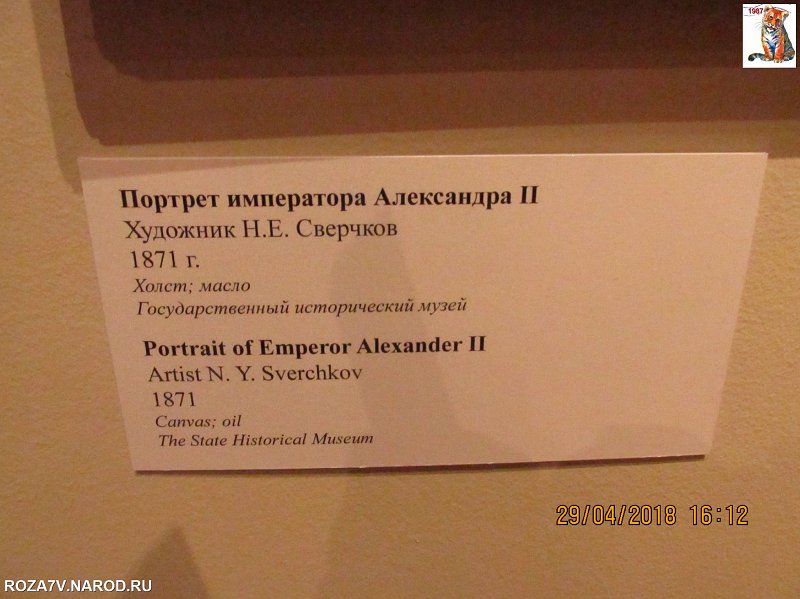 1987
Портрет императора Александра II
Художник Н.Е. Сверчков
1871 г.
Холст; масло
Государственный исторический музей
Portrait of Emperor Alexander II
Artist N. Y. Sverchkov
1871
Canvas; oil
The State Historical Museum
29/04/2018 16:12
ROZA7V.NAROD.RU